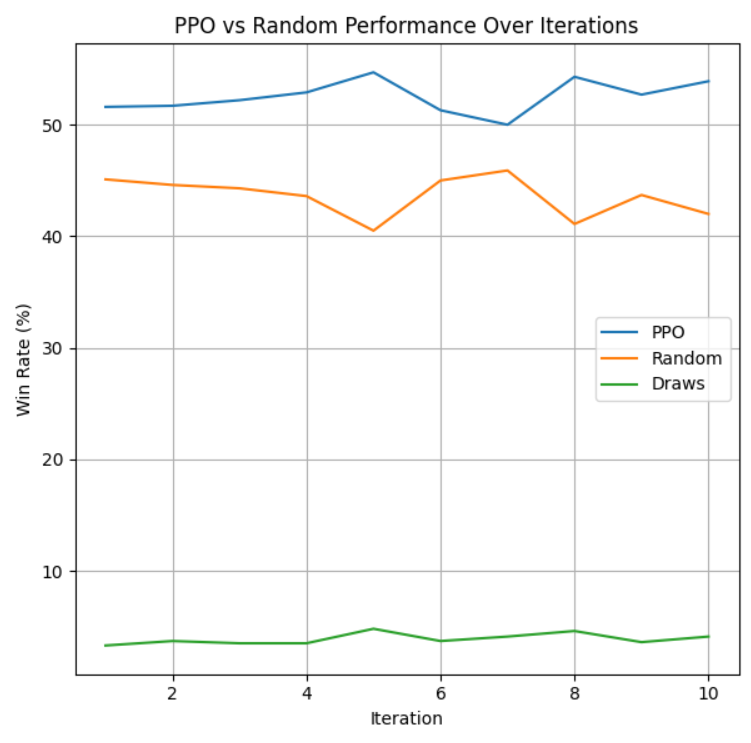 PPO vs Random Performance Over Iterations
50
40
30
20
10
Win Rate (%)
PPO
Random
Draws
2 4 6 8 10
Iteration